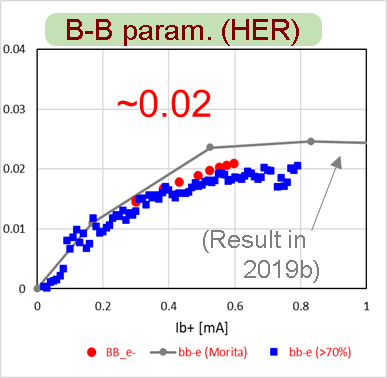 B-B param. (HER)
0.04
~0.02
0.03
0.02
(Result in
2019b)
0.01
0
0 0.2 0.4 0.6 0.8 1
Ib+ [mA]
BB_e- bb-e (Morita) bb-e (>70%)